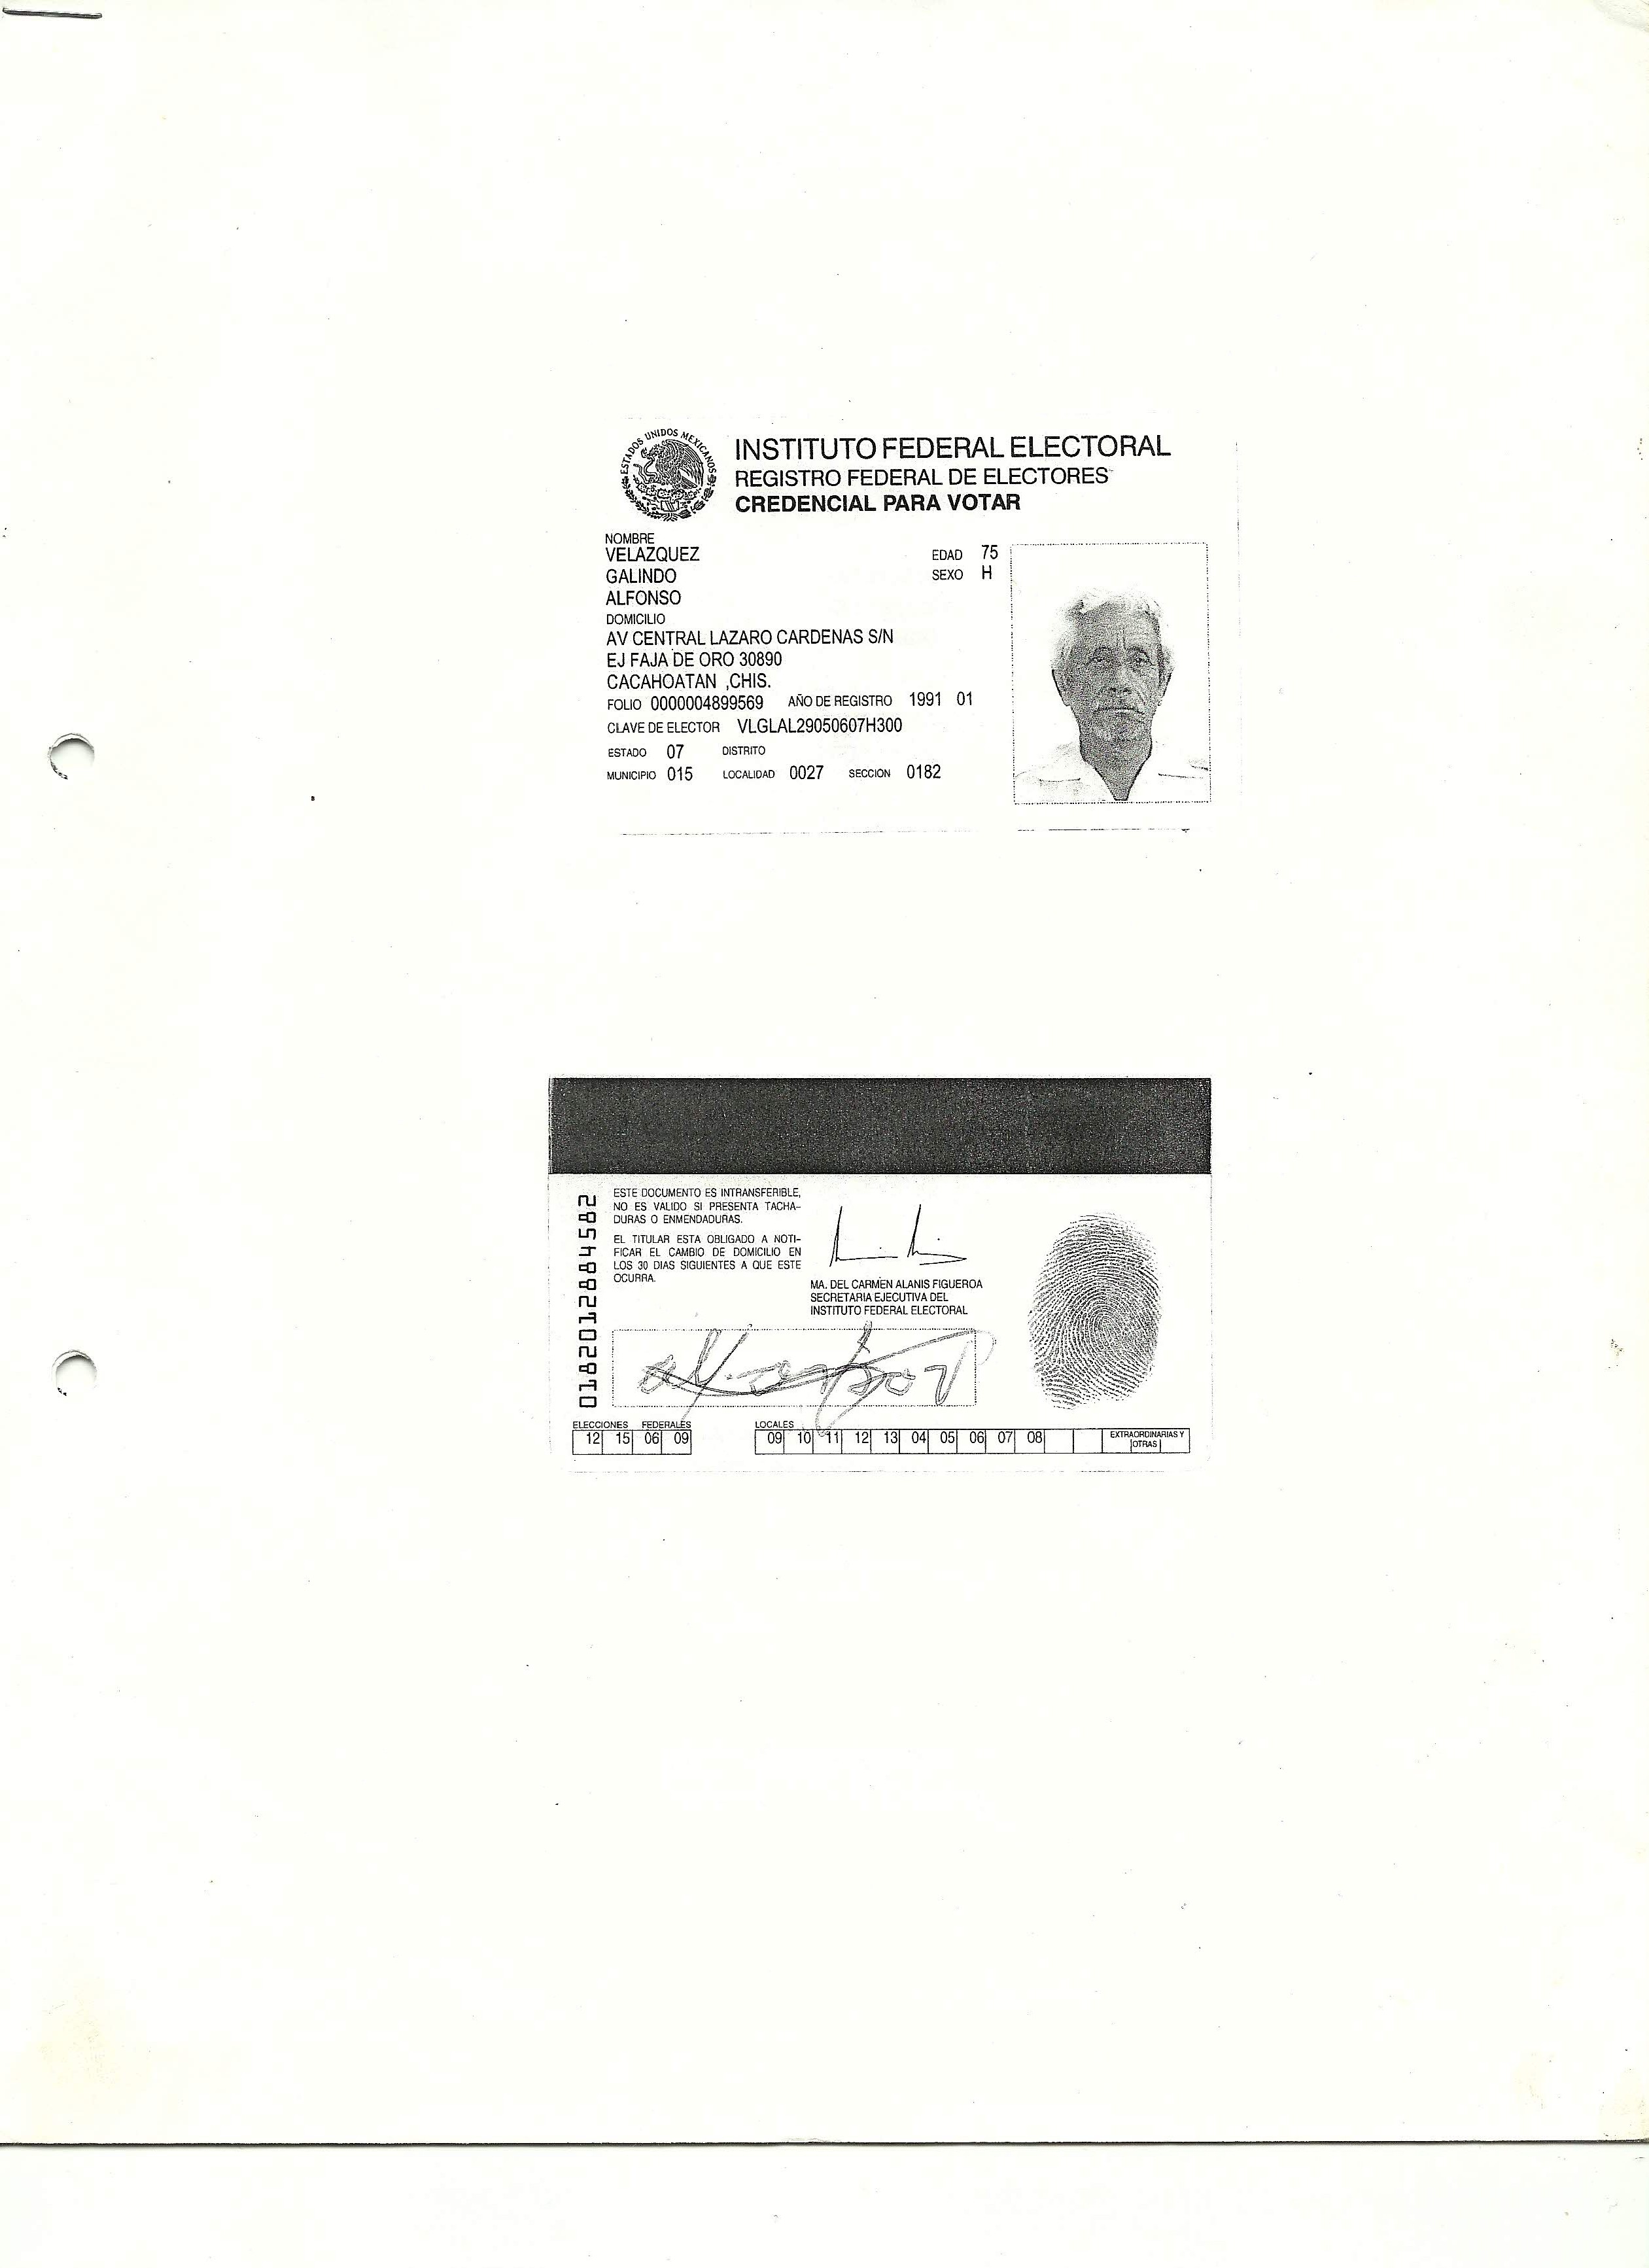 ESTADOS UNIDOS MEXICANOS
INSTITUTO FEDERAL ELECTORAL
REGISTRO FEDERAL DE ELECTORES
CREDENCIAL PARA VOTAR
NOMBRE
VELAZQUEZ
GALINDO
ALFONSO
EDAD 75
SEXO H
DOMICILIO
AV CENTRAL LAZARO CARDENAS S/N
EJ FAJA DE ORO 30890
CACAHOATAN ,CHIS.
FOLIO 0000004899569 AÑO DE REGISTRO 1991 01
CLAVE DE ELECTOR VLGLAL29050607H300
ESTADO 07 DISTRITO
MUNICIPIO 015 LOCALIDAD 0027 SECCION 0182
0182012884582
ESTE DOCUMENTO ES INTRANSFERIBLE,
NO ES VALIDO SI PRESENTA TACHA-
DURAS O ENMENDADURAS.
EL TITULAR ESTA OBLIGADO A NOTI-
FICAR EL CAMBIO DE DOMICILIO EN
LOS 30 DIAS SIGUIENTES A QUE ESTE
OCURRA.
MA. DEL CARMEN ALANIS FIGUEROA
SECRETARIA EJECUTIVA DEL
INSTITUTO FEDERAL ELECTORAL
ELECCIONES FEDERALES
12 15 06 09
LOCALES
09 10 11 12 13 04 05 06 07 08
EXTRAORDINARIAS Y
OTRAS